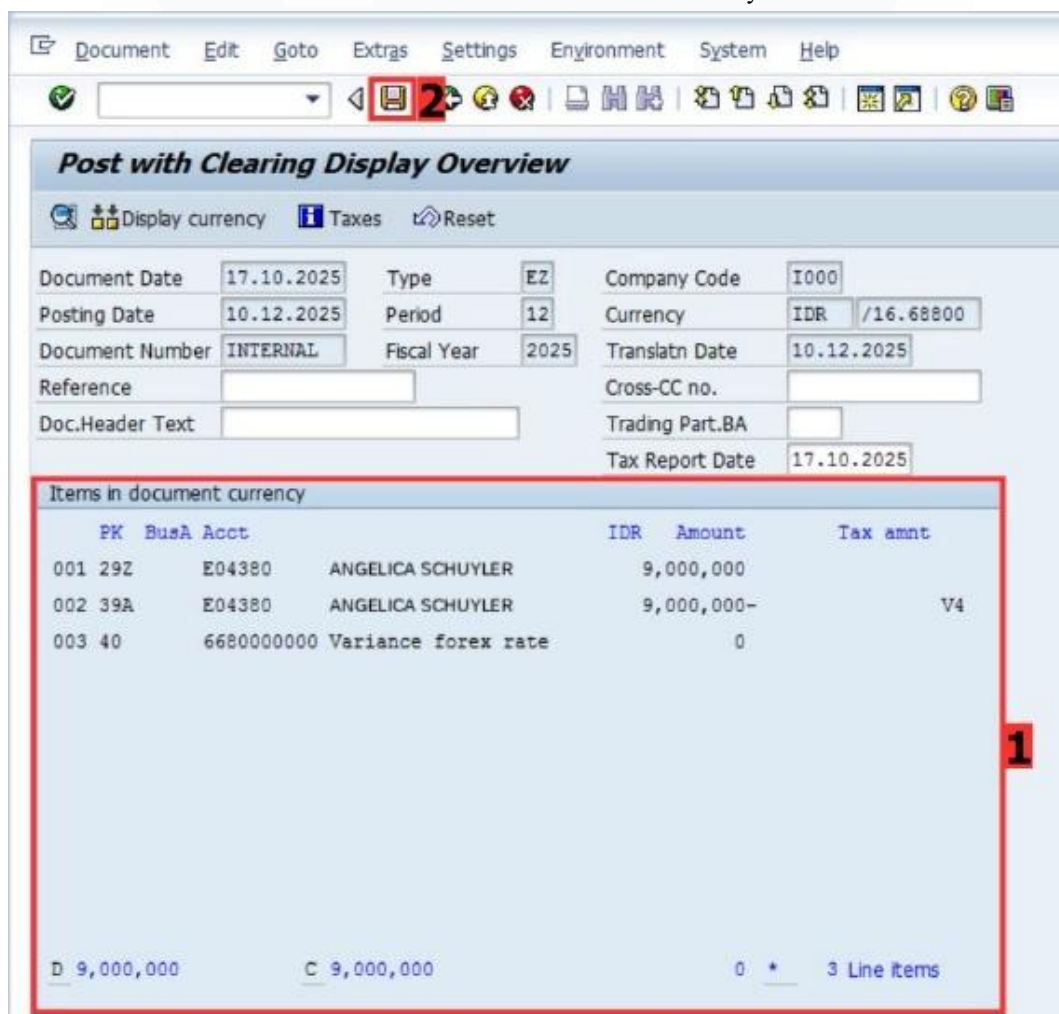 Document Edit Goto Extras Settings Environment System Help
2
Post with Clearing Display Overview
Display currency Taxes Reset
Document Date 17.10.2025 Type EZ Company Code I000
Posting Date 10.12.2025 Period 12 Currency IDR /16.68800
Document Number INTERNAL Fiscal Year 2025 Translatn Date 10.12.2025
Reference Cross-CC no.
Doc.Header Text Trading Part.BA
Tax Report Date 17.10.2025
Items in document currency
PK BusA Acct IDR Amount Tax amnt
001 29Z E04380 ANGELICA SCHUYLER 9,000,000
002 39A E04380 ANGELICA SCHUYLER 9,000,000- V4
003 40 6680000000 Variance forex rate 0
1
D 9,000,000 C 9,000,000 0 * 3 Line items